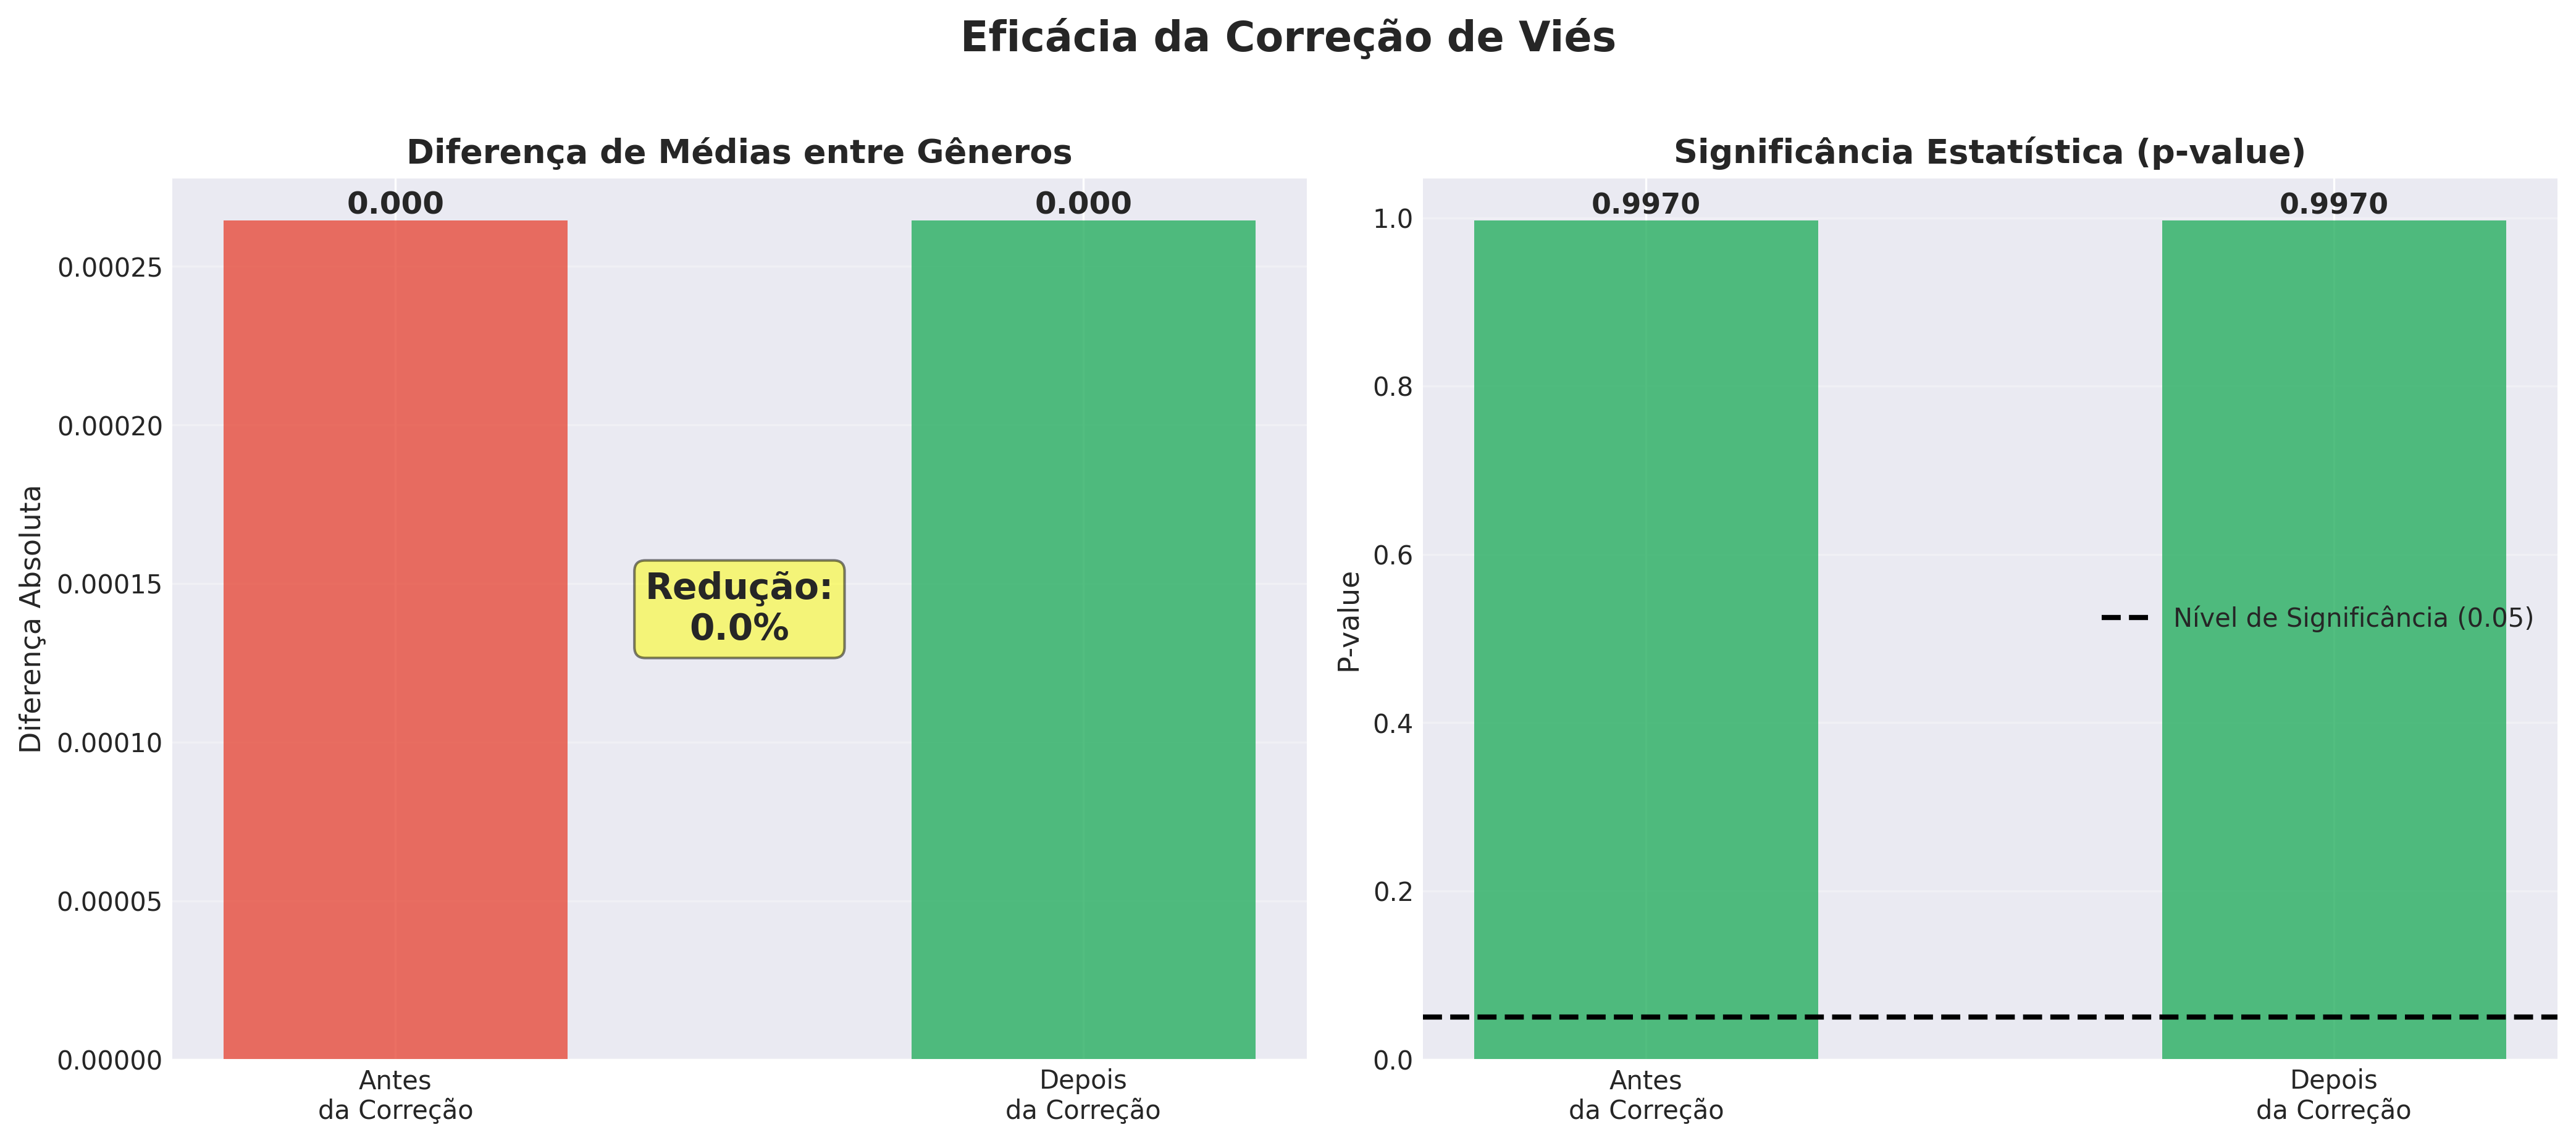 Eficácia da Correção de Viés
Diferença de Médias entre Gêneros
0.000
0.000
0.00025
0.00020
0.00015
0.00010
0.00005
0.00000
Diferença Absoluta
Redução:
0.0%
Antes
da Correção
Depois
da Correção
Significância Estatística (p-value)
0.9970
0.9970
1.0
0.8
0.6
0.4
0.2
0.0
P-value
Nível de Significância (0.05)
Antes
da Correção
Depois
da Correção